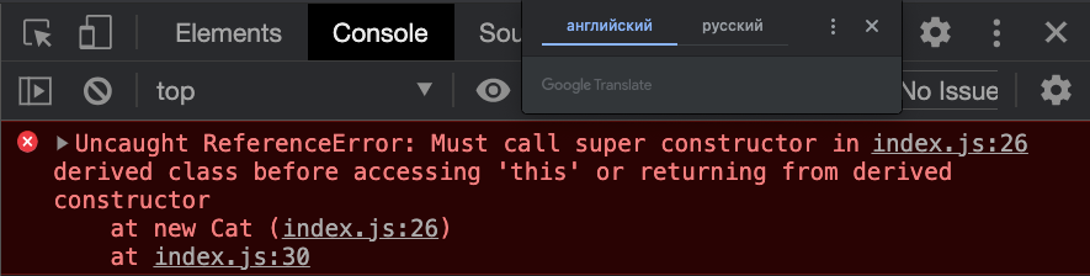 английский русский
Elements Console Sou
Google Translate
top No Issue
Uncaught ReferenceError: Must call super constructor in index.js:26
derived class before accessing 'this' or returning from derived
constructor
at new Cat (index.js:26)
at index.js:30